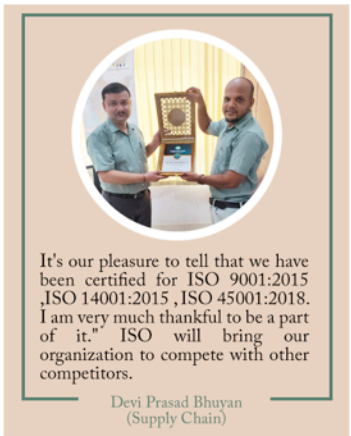 It's our pleasure to tell that we have
been certified for ISO 9001:2015
,ISO 14001:2015 , ISO 45001:2018.
I am very much thankful to be a part
of it." ISO will bring our
organization to compete with other
competitors.
Devi Prasad Bhuyan
(Supply Chain)